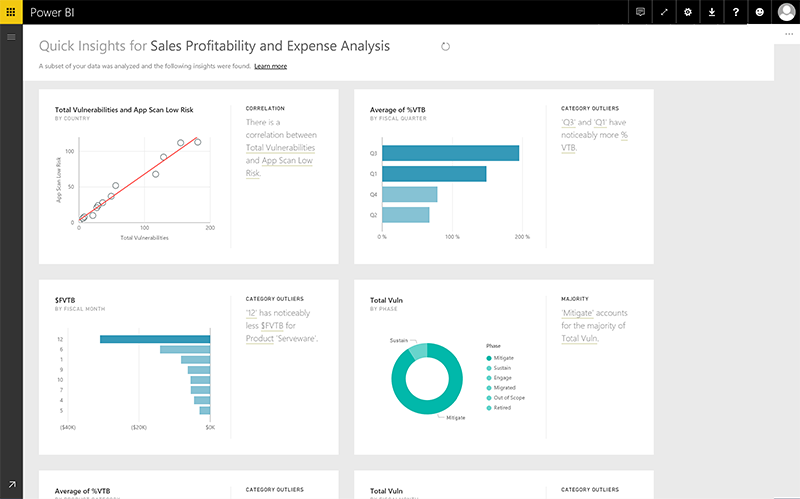 Power BI
Quick Insights for Sales Profitability and Expense Analysis
A subset of your data was analyzed and the following insights were found. Learn more
Total Vulnerabilities and App Scan Low Risk
BY COUNTRY
App Scan Low Risk
100
50
0
0 100 200
Total Vulnerabilities
CORRELATION
There is a
correlation between
Total Vulnerabilities
and App Scan Low
Risk.
Average of %VTB
BY FISCAL QUARTER
Q3
Q1
Q4
Q2
0 % 100 % 200 %
CATEGORY OUTLIERS
'Q3' and 'Q1' have
noticeably more %
VTB.
$FVTB
BY FISCAL MONTH
12
6
1
9
10
7
4
5
($40K) ($20K) $0K
CATEGORY OUTLIERS
'12' has noticeably
less $FVTB for
Product 'Serveware'.
Total Vuln
BY PHASE
Sustain
Mitigate
Phase
Mitigate
Sustain
Engage
Migrated
Out of Scope
Retired
MAJORITY
'Mitigate' accounts
for the majority of
Total Vuln.
Average of %VTB
CATEGORY OUTLIERS
Total Vuln
CATEGORY OUTLIERS